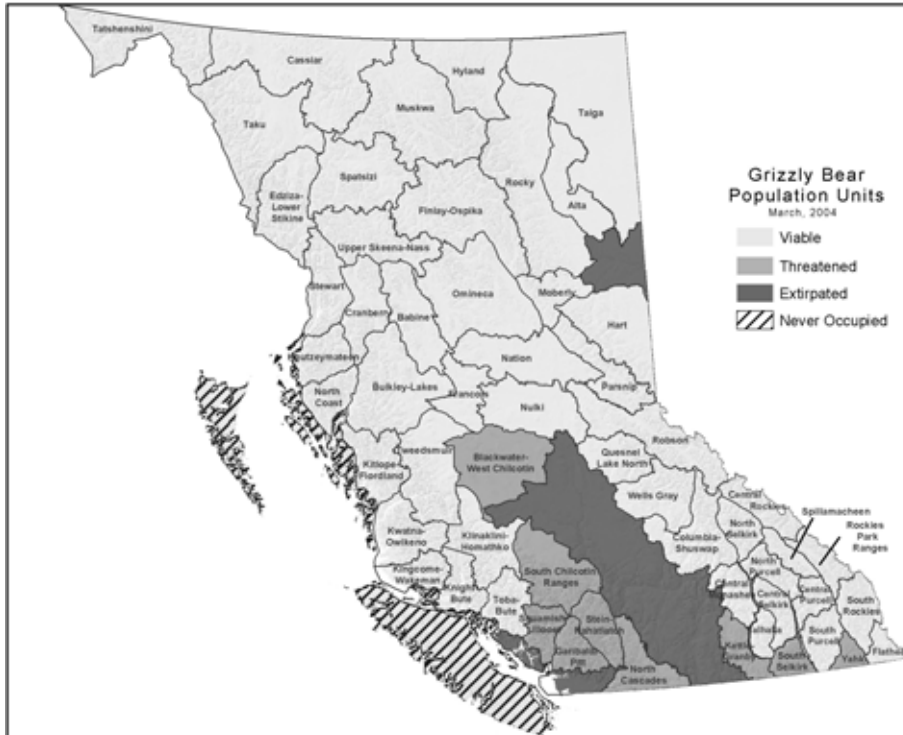 Tatshenshini
Cassiar
Hyland
Muskwa
Taiga
Taku
Spatsizi
Rocky
Edziza-
Lower
Stikine
Finlay-Ospika
Alta
Upper Skeena-Nass
Stewart
Omineca
Moberly
Cranberry
Babine
Hart
Nation
North
Coast
Bulkley-Lakes
Francois
Parsnip
Nulki
Robson
Blackwater-
West Chilcotin
Quesnel
Lake North
Kitlope-
Fiordland
Wells Gray
Central
Rockies
Spillamacheen
Rockies
Park
Ranges
North
Selkirk
Kwatna-
Owikeno
Klinaklini-
Homathko
Columbia-
Shuswap
North
Purcell
Kingcome-
Wakeman
South Chilcotin
Ranges
Knight-
Bute
Toba-
Bute
Central
Selkirk
Central
Purcell
South
Rockies
Stein-
Nahatlatch
Garibaldi-
Pitt
North
Cascades
South
Purcell
South
Selkirk
Yahk
Grizzly Bear
Population Units
March, 2004
Viable
Threatened
Extirpated
Never Occupied